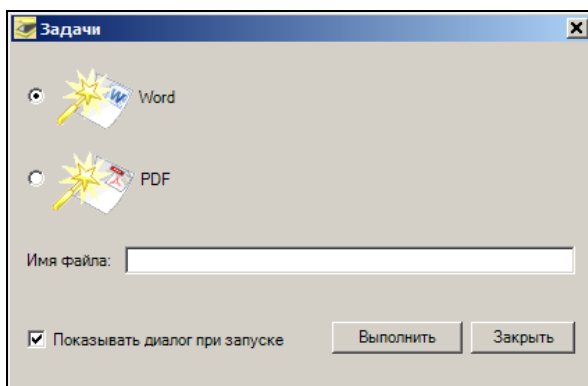 Задачи
Word
PDF
Имя файла:
Показывать диалог при запуске
Выполнить
Закрыть